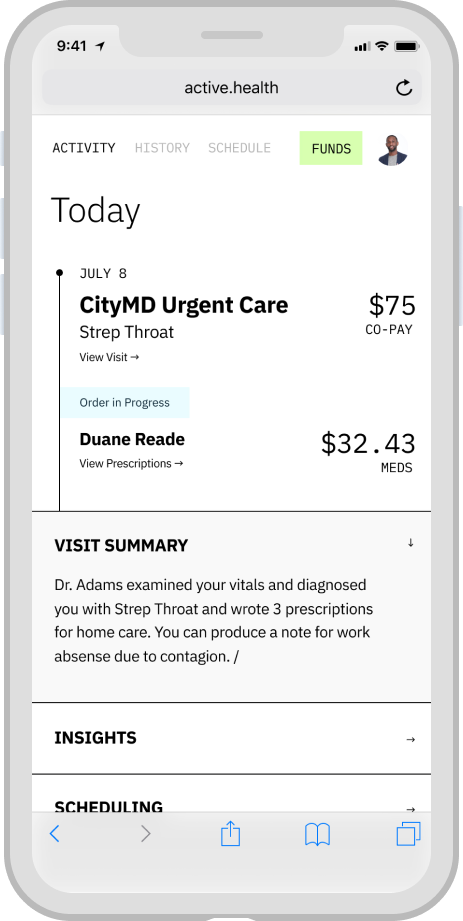 9:41
active.health
ACTIVITY HISTORY SCHEDULE FUNDS
Today
JULY 8
CityMD Urgent Care $75
Strep Throat CO-PAY
View Visit →
Order in Progress
Duane Reade $32.43
View Prescriptions → MEDS
VISIT SUMMARY ↓
Dr. Adams examined your vitals and diagnosed
you with Strep Throat and wrote 3 prescriptions
for home care. You can produce a note for work
absense due to contagion. /
INSIGHTS →
SCHEDULING →